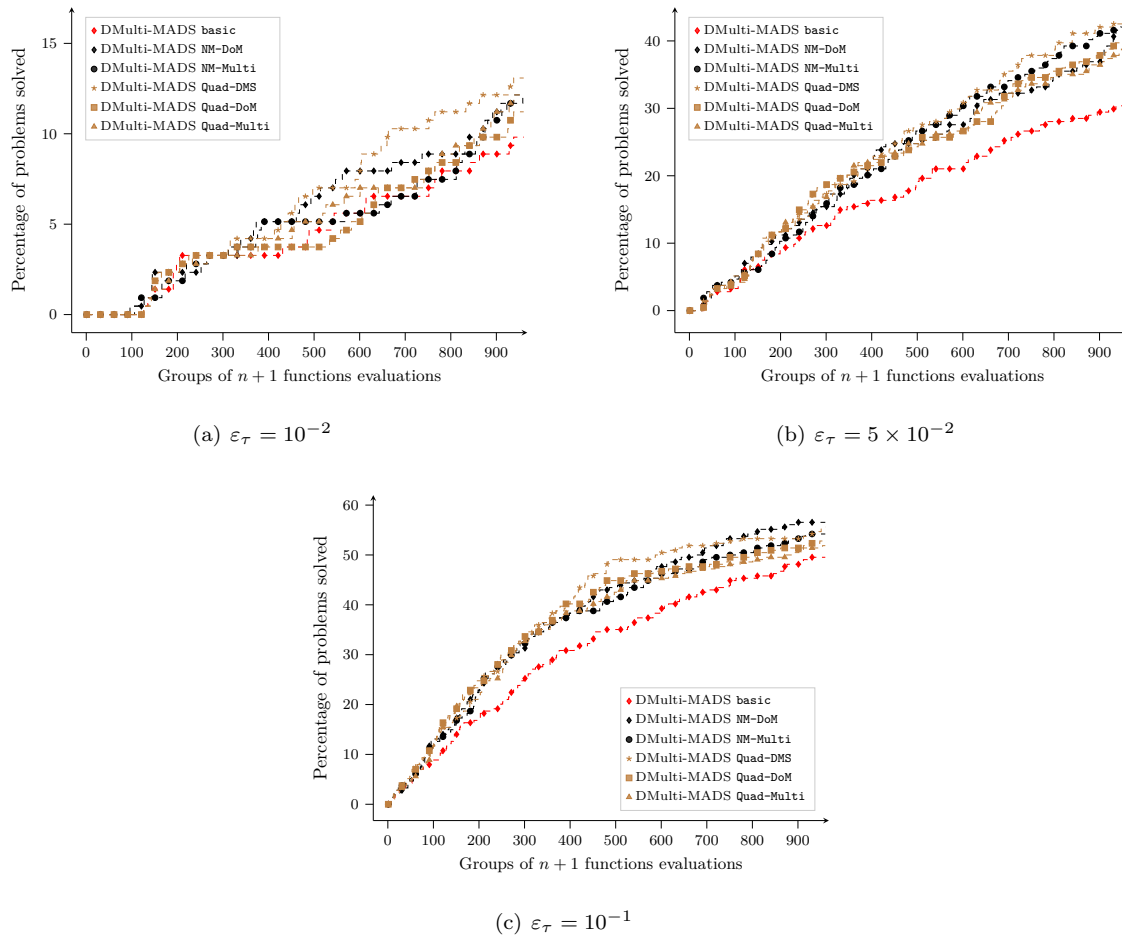 Percentage of problems solved
15
10
5
0
DMulti-MADS basic
DMulti-MADS NM-DoM
DMulti-MADS NM-Multi
DMulti-MADS Quad-DMS
DMulti-MADS Quad-DoM
DMulti-MADS Quad-Multi
0 100 200 300 400 500 600 700 800 900
Groups of n + 1 functions evaluations
(a) ε_τ = 10⁻²
Percentage of problems solved
40
30
20
10
0
DMulti-MADS basic
DMulti-MADS NM-DoM
DMulti-MADS NM-Multi
DMulti-MADS Quad-DMS
DMulti-MADS Quad-DoM
DMulti-MADS Quad-Multi
0 100 200 300 400 500 600 700 800 900
Groups of n + 1 functions evaluations
(b) ε_τ = 5 × 10⁻²
Percentage of problems solved
60
50
40
30
20
10
0
DMulti-MADS basic
DMulti-MADS NM-DoM
DMulti-MADS NM-Multi
DMulti-MADS Quad-DMS
DMulti-MADS Quad-DoM
DMulti-MADS Quad-Multi
0 100 200 300 400 500 600 700 800 900
Groups of n + 1 functions evaluations
(c) ε_τ = 10⁻¹